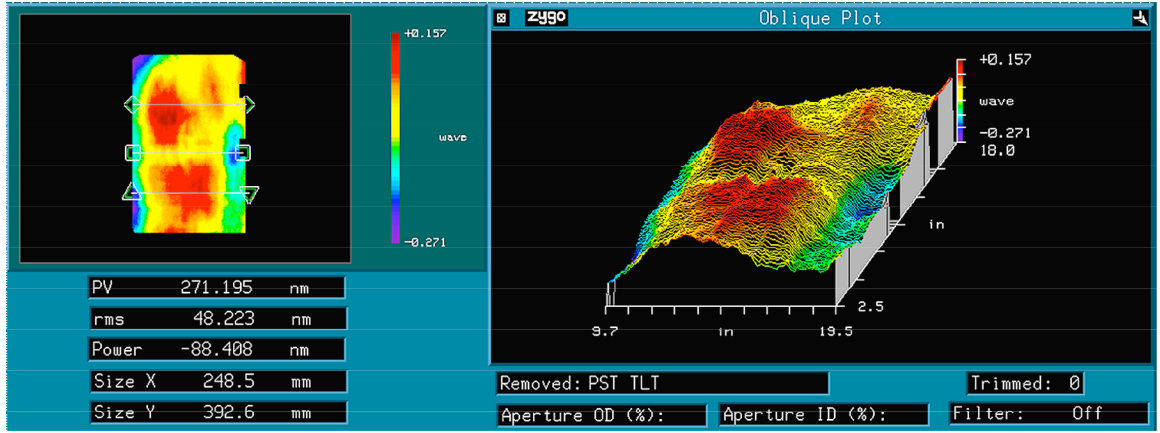 +0.157
wave
-0.271
PV 271.195 nm
rms 48.223 nm
Power -88.408 nm
Size X 248.5 mm
Size Y 392.6 mm
zygo Oblique Plot
+0.157
wave
-0.271
18.0
in
2.5
9.7 in 19.5
Removed: PST TLT Trimmed: 0
Aperture OD (%): Aperture ID (%): Filter: Off